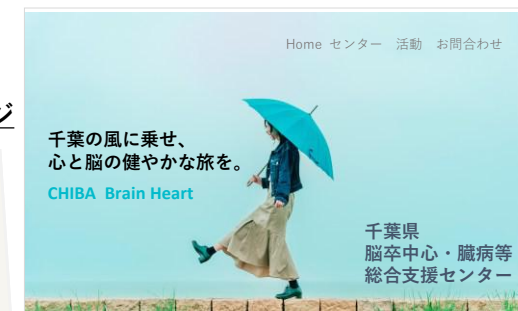 Home センター 活動 お問合わせ
ジ
千葉の風に乗せ、
心と脳の健やかな旅を。
CHIBA Brain Heart
千葉県
脳卒中心・臓病等
総合支援センター